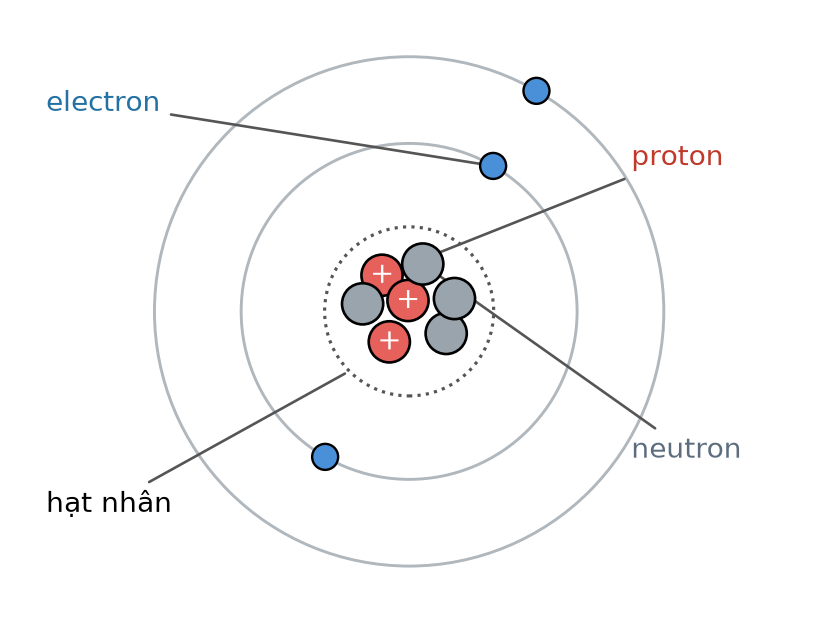 electron
proton
+
+
+
neutron
hạt nhân